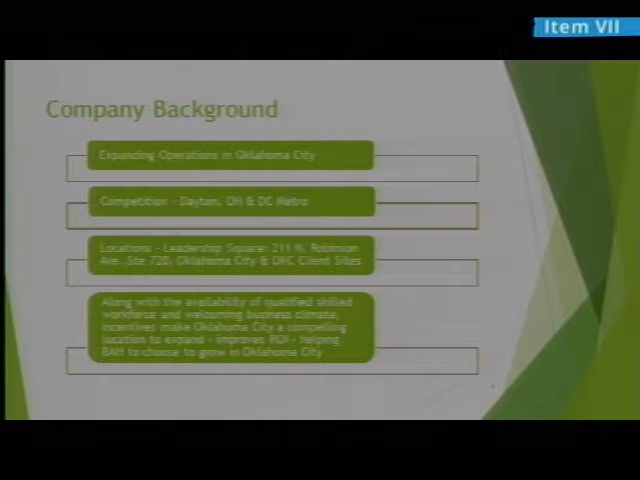 Item VII
Company Background
Expanding Operations in Oklahoma City
Competition - Dayton, OH & DC Metro
Locations - Leadership Square: 211 N. Robinson
Ave .Ste 720, Oklahoma City & OKC Client Sites
Along with the availability of qualified skilled
workforce and welcoming business climate,
incentives make Oklahoma City a compelling
location to expand - improves ROI - helping
BAH to choose to grow in Oklahoma City